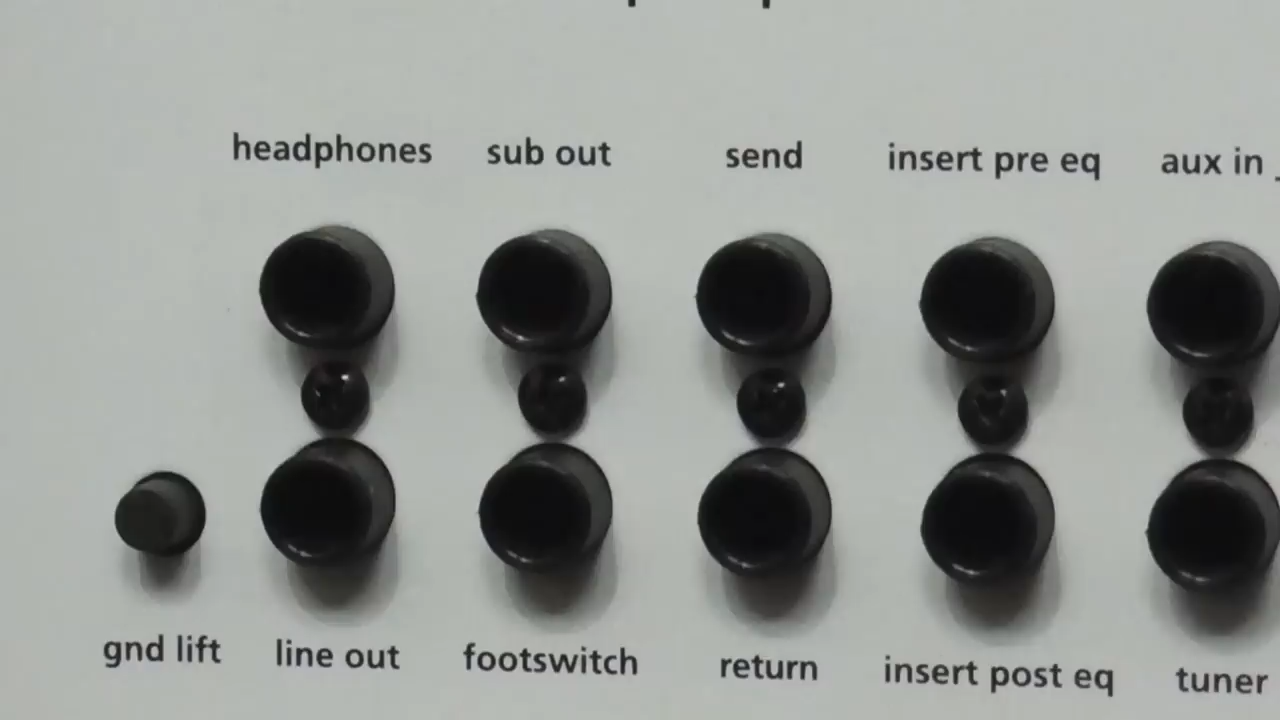 headphones sub out send insert pre eq aux in
gnd lift line out footswitch return insert post eq tuner